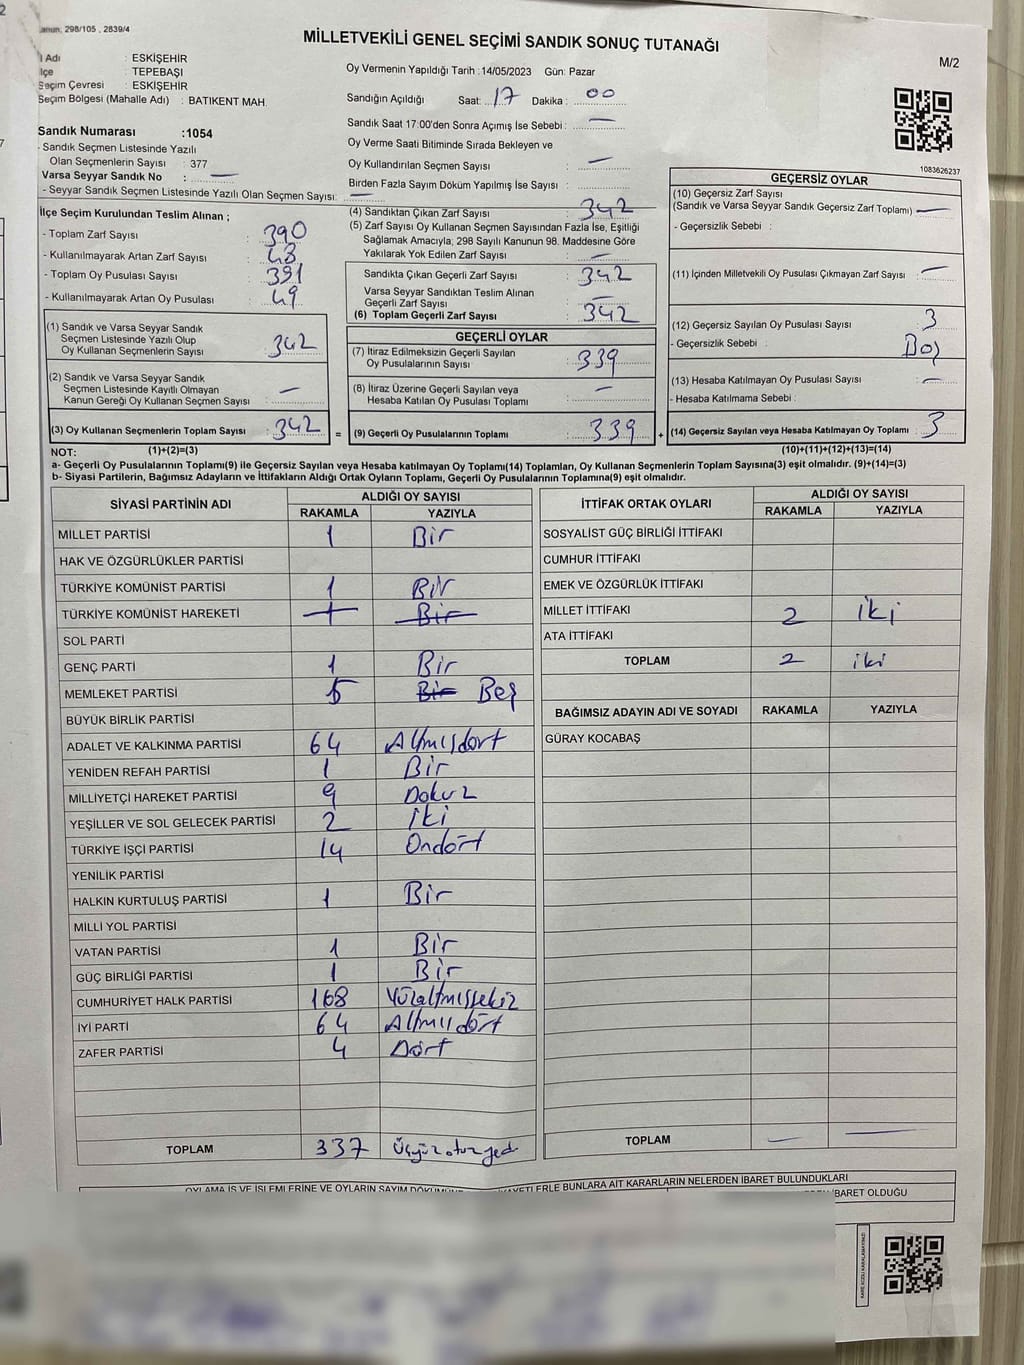 Kanun, 298/105 , 2839/4
MİLLETVEKİLİ GENEL SEÇİMİ SANDIK SONUÇ TUTANAĞI
M/2
İl Adı : ESKİŞEHİR
İlçe : TEPEBAŞI
Seçim Çevresi : ESKİŞEHİR
Seçim Bölgesi (Mahalle Adı) : BATIKENT MAH.
Oy Vermenin Yapıldığı Tarih :14/05/2023 Gün: Pazar
Sandığın Açıldığı Saat: 17 Dakika : 00
Sandık Saat 17:00'den Sonra Açımış İse Sebebi : —
Oy Verme Saati Bitiminde Sırada Bekleyen ve
Oy Kullandırılan Seçmen Sayısı : —
Birden Fazla Sayım Döküm Yapılmış İse Sayısı :
Sandık Numarası :1054
- Sandık Seçmen Listesinde Yazılı
Olan Seçmenlerin Sayısı : 377
Varsa Seyyar Sandık No : —
- Seyyar Sandık Seçmen Listesinde Yazılı Olan Seçmen Sayısı: —
1083626237
İlçe Seçim Kurulundan Teslim Alınan ;
- Toplam Zarf Sayısı : 390
- Kullanılmayarak Artan Zarf Sayısı : 48
- Toplam Oy Pusulası Sayısı : 391
- Kullanılmayarak Artan Oy Pusulası : 49
(1) Sandık ve Varsa Seyyar Sandık
Seçmen Listesinde Yazılı Olup
Oy Kullanan Seçmenlerin Sayısı : 342
(2) Sandık ve Varsa Seyyar Sandık
Seçmen Listesinde Kayıtlı Olmayan
Kanun Gereği Oy Kullanan Seçmen Sayısı : —
(3) Oy Kullanan Seçmenlerin Toplam Sayısı : 342 =
(4) Sandıktan Çıkan Zarf Sayısı : 342
(5) Zarf Sayısı Oy Kullanan Seçmen Sayısından Fazla İse, Eşitliği
Sağlamak Amacıyla; 298 Sayılı Kanunun 98. Maddesine Göre
Yakılarak Yok Edilen Zarf Sayısı : —
Sandıkta Çıkan Geçerli Zarf Sayısı : 342
Varsa Seyyar Sandıktan Teslim Alınan
Geçerli Zarf Sayısı : —
(6) Toplam Geçerli Zarf Sayısı : 342
GEÇERLİ OYLAR
(7) İtiraz Edilmeksizin Geçerli Sayılan
Oy Pusulalarının Sayısı : 339
(8) İtiraz Üzerine Geçerli Sayılan veya
Hesaba Katılan Oy Pusulası Toplamı : —
(9) Geçerli Oy Pusulalarının Toplamı : 339 +
GEÇERSİZ OYLAR
(10) Geçersiz Zarf Sayısı
(Sandık ve Varsa Seyyar Sandık Geçersiz Zarf Toplamı) —
- Geçersizlik Sebebi :
(11) İçinden Milletvekili Oy Pusulası Çıkmayan Zarf Sayısı : —
(12) Geçersiz Sayılan Oy Pusulası Sayısı : 3
- Geçersizlik Sebebi : Boş
(13) Hesaba Katılmayan Oy Pusulası Sayısı : —
- Hesaba Katılmama Sebebi :
(14) Geçersiz Sayılan veya Hesaba Katılmayan Oy Toplamı : 3
NOT: (1)+(2)=(3) (10)+(11)+(12)+(13)=(14)
a- Geçerli Oy Pusulalarının Toplamı(9) ile Geçersiz Sayılan veya Hesaba katılmayan Oy Toplamı(14) Toplamları, Oy Kullanan Seçmenlerin Toplam Sayısına(3) eşit olmalıdır. (9)+(14)=(3)
b- Siyasi Partilerin, Bağımsız Adayların ve İttifakların Aldığı Ortak Oyların Toplamı, Geçerli Oy Pusulalarının Toplamına(9) eşit olmalıdır.
SİYASİ PARTİNİN ADI ALDIĞI OY SAYISI
RAKAMLA YAZIYLA
MİLLET PARTİSİ 1 Bir
HAK VE ÖZGÜRLÜKLER PARTİSİ
TÜRKİYE KOMÜNİST PARTİSİ 1 Bir
TÜRKİYE KOMÜNİST HAREKETİ 1 Bir
SOL PARTİ
GENÇ PARTİ 1 Bir
MEMLEKET PARTİSİ 5 Bir Beş
BÜYÜK BİRLİK PARTİSİ
ADALET VE KALKINMA PARTİSİ 64 Altmışdört
YENİDEN REFAH PARTİSİ 1 Bir
MİLLİYETÇİ HAREKET PARTİSİ 9 Dokuz
YEŞİLLER VE SOL GELECEK PARTİSİ 2 iki
TÜRKİYE İŞÇİ PARTİSİ 14 Ondört
YENİLİK PARTİSİ
HALKIN KURTULUŞ PARTİSİ 1 Bir
MİLLİ YOL PARTİSİ
VATAN PARTİSİ 1 Bir
GÜÇ BİRLİĞİ PARTİSİ 1 Bir
CUMHURİYET HALK PARTİSİ 168 Yüzaltmışsekiz
İYİ PARTİ 64 Altmışdört
ZAFER PARTİSİ 4 Dört
TOPLAM 337 Üçyüzotuzyedi
İTTİFAK ORTAK OYLARI ALDIĞI OY SAYISI
RAKAMLA YAZIYLA
SOSYALİST GÜÇ BİRLİĞİ İTTİFAKI
CUMHUR İTTİFAKI
EMEK VE ÖZGÜRLÜK İTTİFAKI
MİLLET İTTİFAKI 2 iki
ATA İTTİFAKI
TOPLAM 2 iki
BAĞIMSIZ ADAYIN ADI VE SOYADI RAKAMLA YAZIYLA
GÜRAY KOCABAŞ
TOPLAM — —
OYLAMA İŞ VE İŞLEMLERİNE VE OYLARIN SAYIM DÖKÜMÜNE ŞİKAYETLERLE BUNLARA AİT KARARLARIN NELERDEN İBARET BULUNDUKLARI
İBARET OLDUĞU